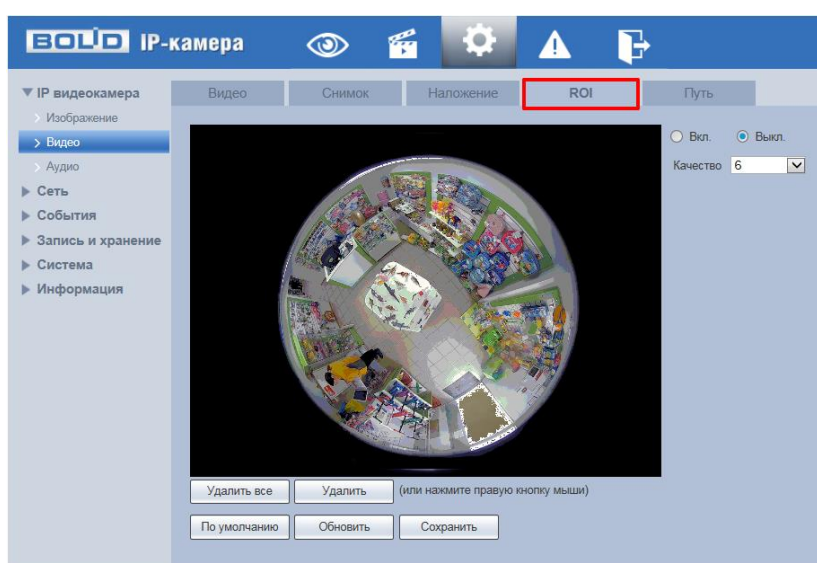 BOLID IP-камера
IP видеокамера
Изображение
Видео
Аудио
Сеть
События
Запись и хранение
Система
Информация
Видео Снимок Наложение ROI Путь
Вкл. Выкл.
Качество 6
Удалить все Удалить (или нажмите правую кнопку мыши)
По умолчанию Обновить Сохранить